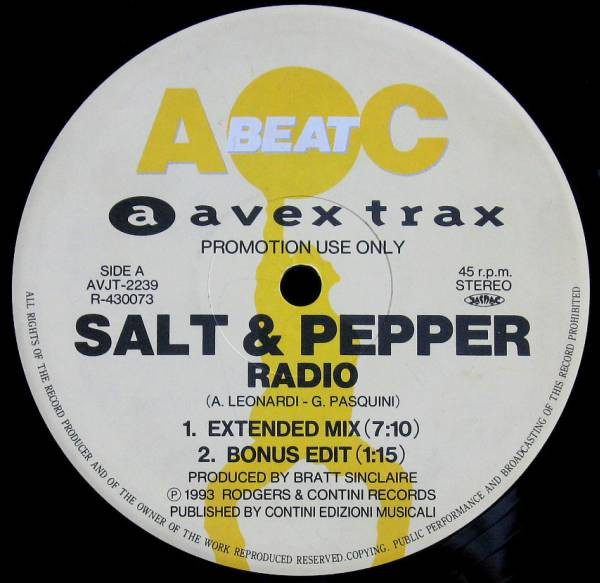 A BEAT C
a avex trax
PROMOTION USE ONLY
SIDE A
AVJT-2239
R-430073
45 r.p.m.
STEREO
JASRAC
SALT & PEPPER
RADIO
(A. LEONARDI - G. PASQUINI)
1. EXTENDED MIX (7:10)
2. BONUS EDIT (1:15)
PRODUCED BY BRATT SINCLAIRE
Ⓟ 1993 RODGERS & CONTINI RECORDS
PUBLISHED BY CONTINI EDIZIONI MUSICALI
ALL RIGHTS OF THE RECORD PRODUCER AND OF THE OWNER OF THE WORK REPRODUCED RESERVED. COPYING, PUBLIC PERFORMANCE AND BROADCASTING OF THIS RECORD PROHIBITED